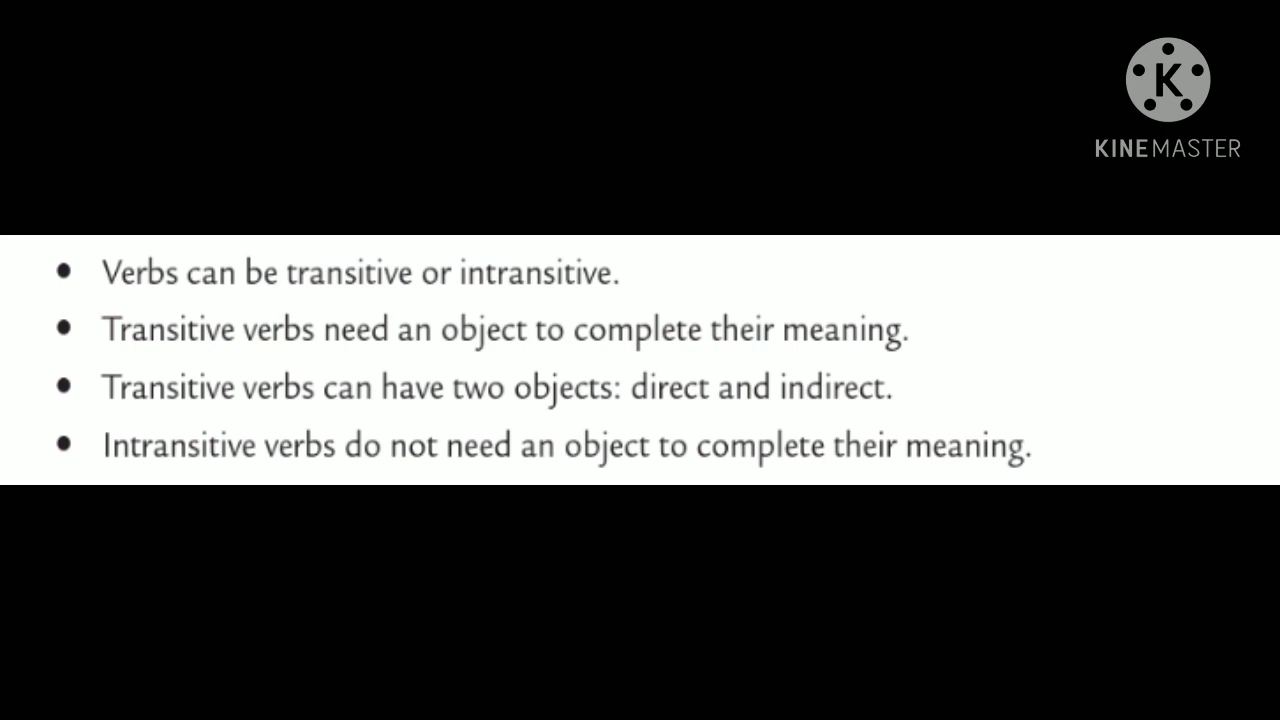 K
KINEMASTER
• Verbs can be transitive or intransitive.
• Transitive verbs need an object to complete their meaning.
• Transitive verbs can have two objects: direct and indirect.
• Intransitive verbs do not need an object to complete their meaning.